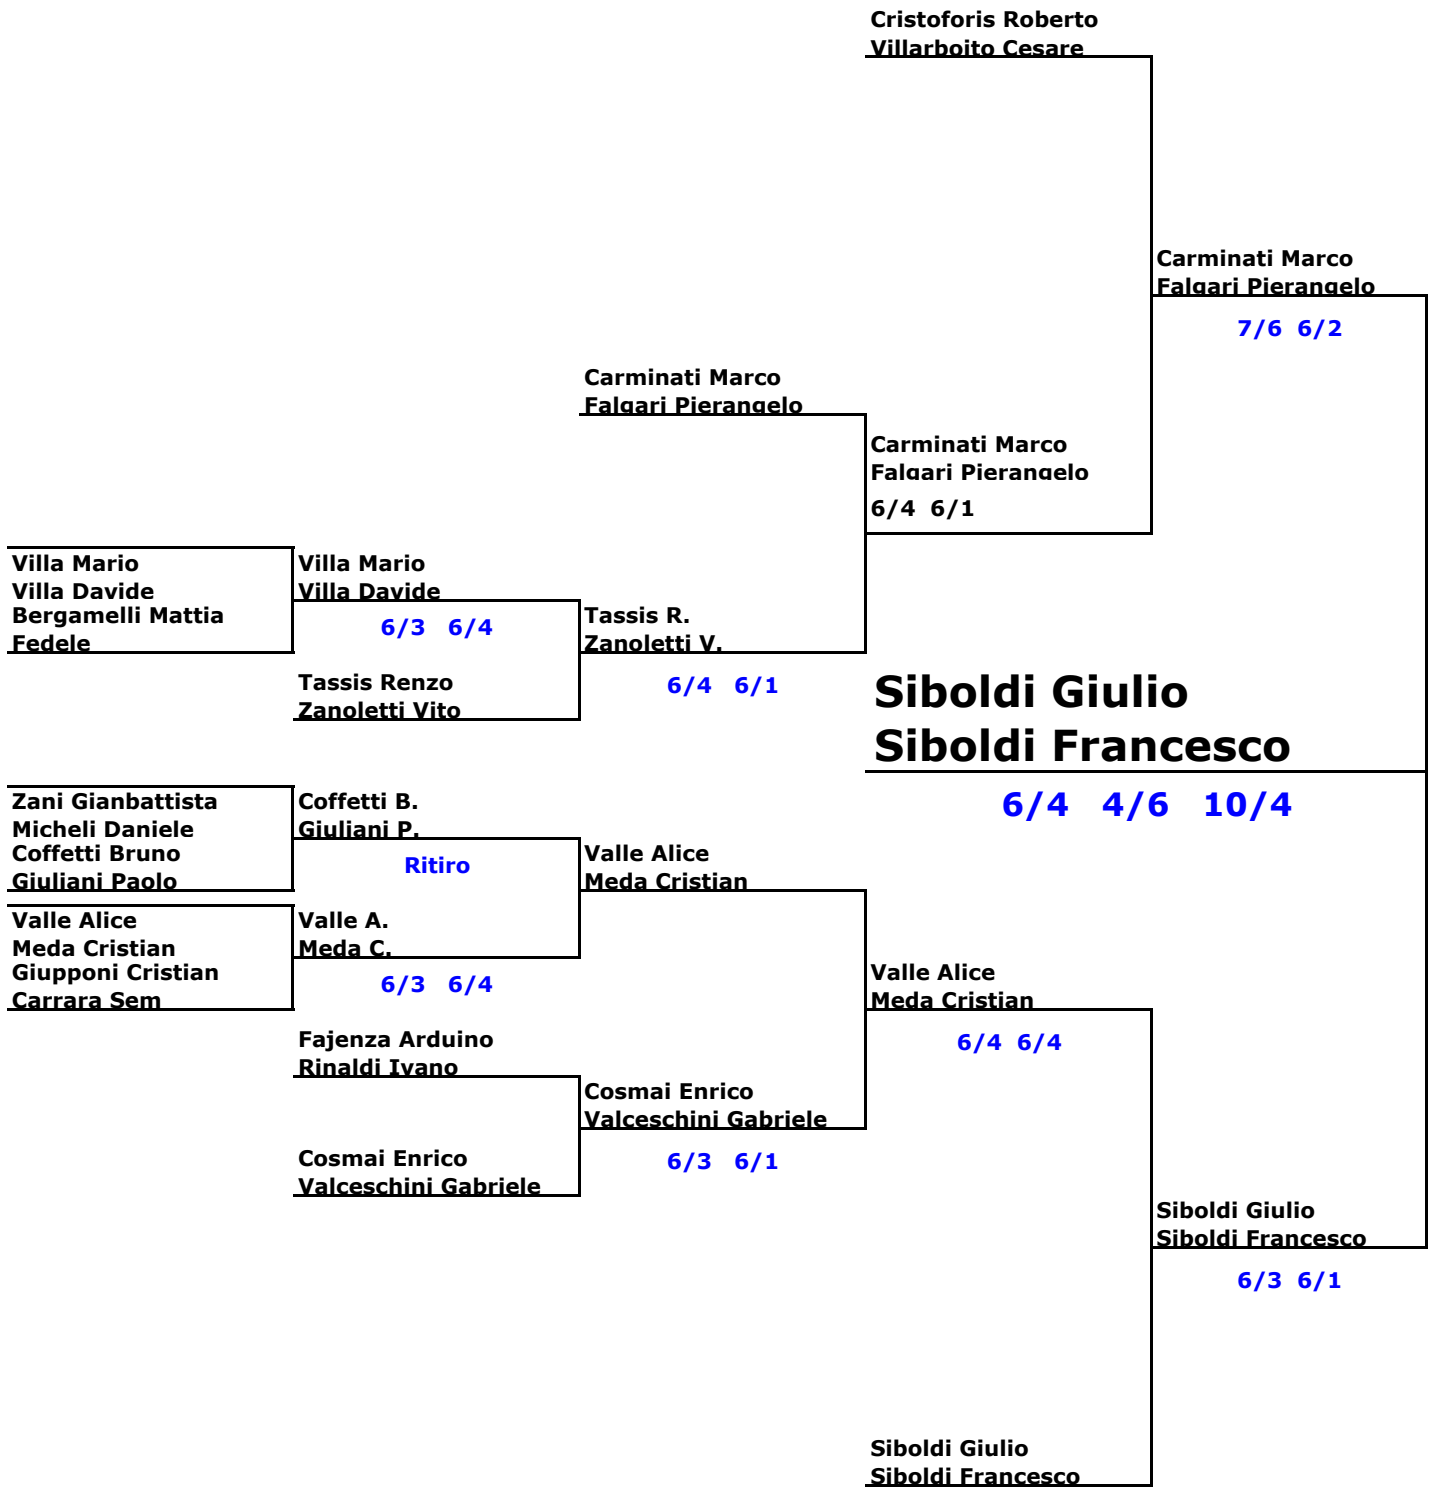 Cristoforis Roberto
Villarboito Cesare
Carminati Marco
Falgari Pierangelo
7/6 6/2
Carminati Marco
Falgari Pierangelo
Carminati Marco
Falgari Pierangelo
6/4 6/1
Villa Mario
Villa Davide
Bergamelli Mattia
Fedele
Villa Mario
Villa Davide
6/3 6/4
Tassis R.
Zanoletti V.
6/4 6/1
Tassis Renzo
Zanoletti Vito
Siboldi Giulio
Siboldi Francesco
6/4 4/6 10/4
Zani Gianbattista
Micheli Daniele
Coffetti Bruno
Giuliani Paolo
Coffetti B.
Giuliani P.
Ritiro
Valle Alice
Meda Cristian
Valle Alice
Meda Cristian
Giupponi Cristian
Carrara Sem
Valle A.
Meda C.
6/3 6/4
Valle Alice
Meda Cristian
6/4 6/4
Fajenza Arduino
Rinaldi Ivano
Cosmai Enrico
Valceschini Gabriele
6/3 6/1
Cosmai Enrico
Valceschini Gabriele
Siboldi Giulio
Siboldi Francesco
6/3 6/1
Siboldi Giulio
Siboldi Francesco